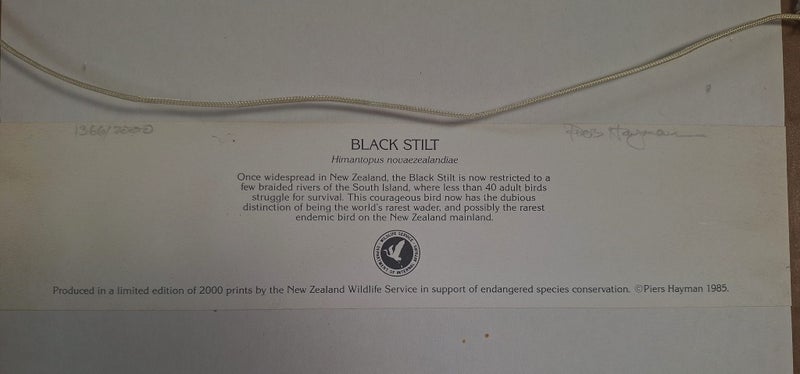 1366/2000
Piers Hayman
BLACK STILT
Himantopus novaezealandiae
Once widespread in New Zealand, the Black Stilt is now restricted to a
few braided rivers of the South Island, where less than 40 adult birds
struggle for survival. This courageous bird now has the dubious
distinction of being the world's rarest wader, and possibly the rarest
endemic bird on the New Zealand mainland.
WILDLIFE SERVICE
Produced in a limited edition of 2000 prints by the New Zealand Wildlife Service in support of endangered species conservation. ©Piers Hayman 1985.